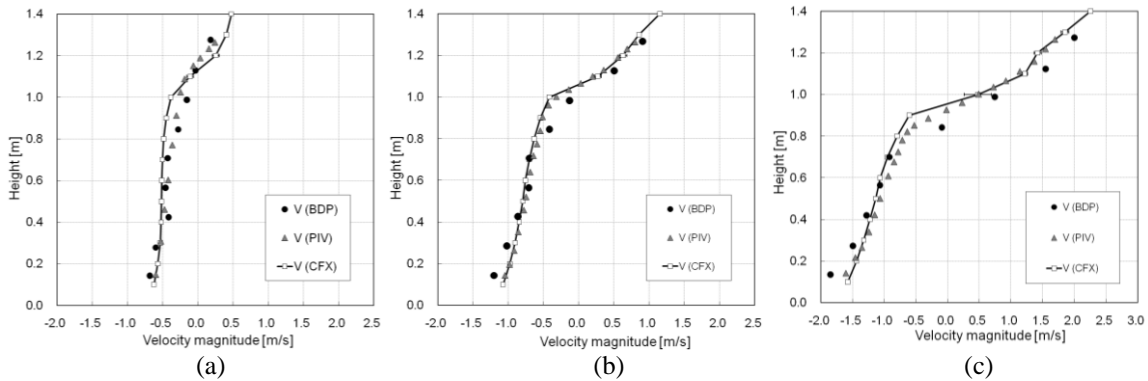 1.4
1.2
1.0
0.8
0.6
0.4
0.2
0.0
Height [m]
V (BDP)
V (PIV)
V (CFX)
-2.0 -1.5 -1.0 -0.5 0.0 0.5 1.0 1.5 2.0 2.5
Velocity magnitude [m/s]
(a)
1.4
1.2
1.0
0.8
0.6
0.4
0.2
0.0
Height [m]
V (BDP)
V (PIV)
V (CFX)
-2.0 -1.5 -1.0 -0.5 0.0 0.5 1.0 1.5 2.0 2.5
Velocity magnitude [m/s]
(b)
1.4
1.2
1.0
0.8
0.6
0.4
0.2
0.0
Height [m]
V (BDP)
V (PIV)
V (CFX)
-2.0 -1.5 -1.0 -0.5 0.0 0.5 1.0 1.5 2.0 2.5 3.0
Velocity magnitude [m/s]
(c)